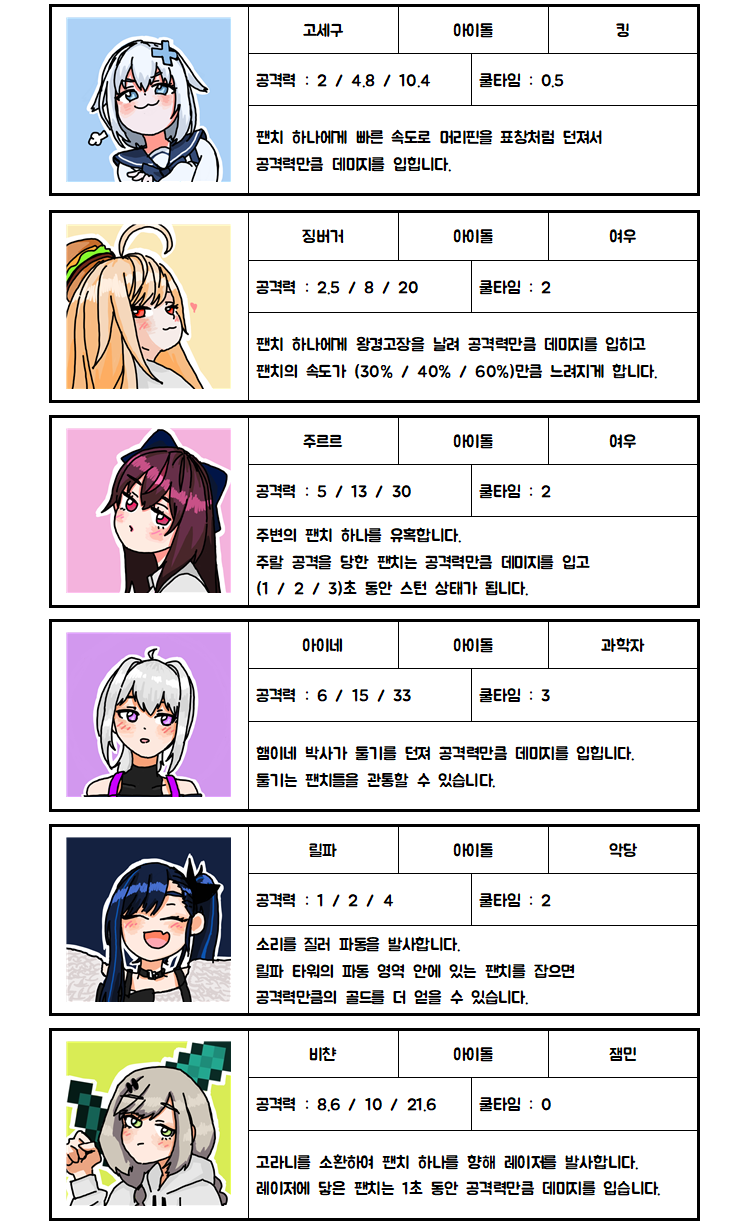 고세구 아이돌 킹
공격력 : 2 / 4.8 / 10.4 쿨타임 : 0.5
팬치 하나에게 빠른 속도로 머리핀을 표창처럼 던져서
공격력만큼 데미지를 입힙니다.
징버거 아이돌 여우
공격력 : 2.5 / 8 / 20 쿨타임 : 2
팬치 하나에게 왕경고장을 날려 공격력만큼 데미지를 입히고
팬치의 속도가 (30% / 40% / 60%)만큼 느려지게 합니다.
주르르 아이돌 여우
공격력 : 5 / 13 / 30 쿨타임 : 2
주변의 팬치 하나를 유혹합니다.
주랄 공격을 당한 팬치는 공격력만큼 데미지를 입고
(1 / 2 / 3)초 동안 스턴 상태가 됩니다.
아이네 아이돌 과학자
공격력 : 6 / 15 / 33 쿨타임 : 3
햄이네 박사가 둘기를 던져 공격력만큼 데미지를 입힙니다.
둘기는 팬치들을 관통할 수 있습니다.
릴파 아이돌 악당
공격력 : 1 / 2 / 4 쿨타임 : 2
소리를 질러 파동을 발사합니다.
릴파 타워의 파동 영역 안에 있는 팬치를 잡으면
공격력만큼의 골드를 더 얻을 수 있습니다.
비챤 아이돌 잼민
공격력 : 8.6 / 10 / 21.6 쿨타임 : 0
고라니를 소환하여 팬치 하나를 향해 레이저를 발사합니다.
레이저에 닿은 팬치는 1초 동안 공격력만큼 데미지를 입습니다.